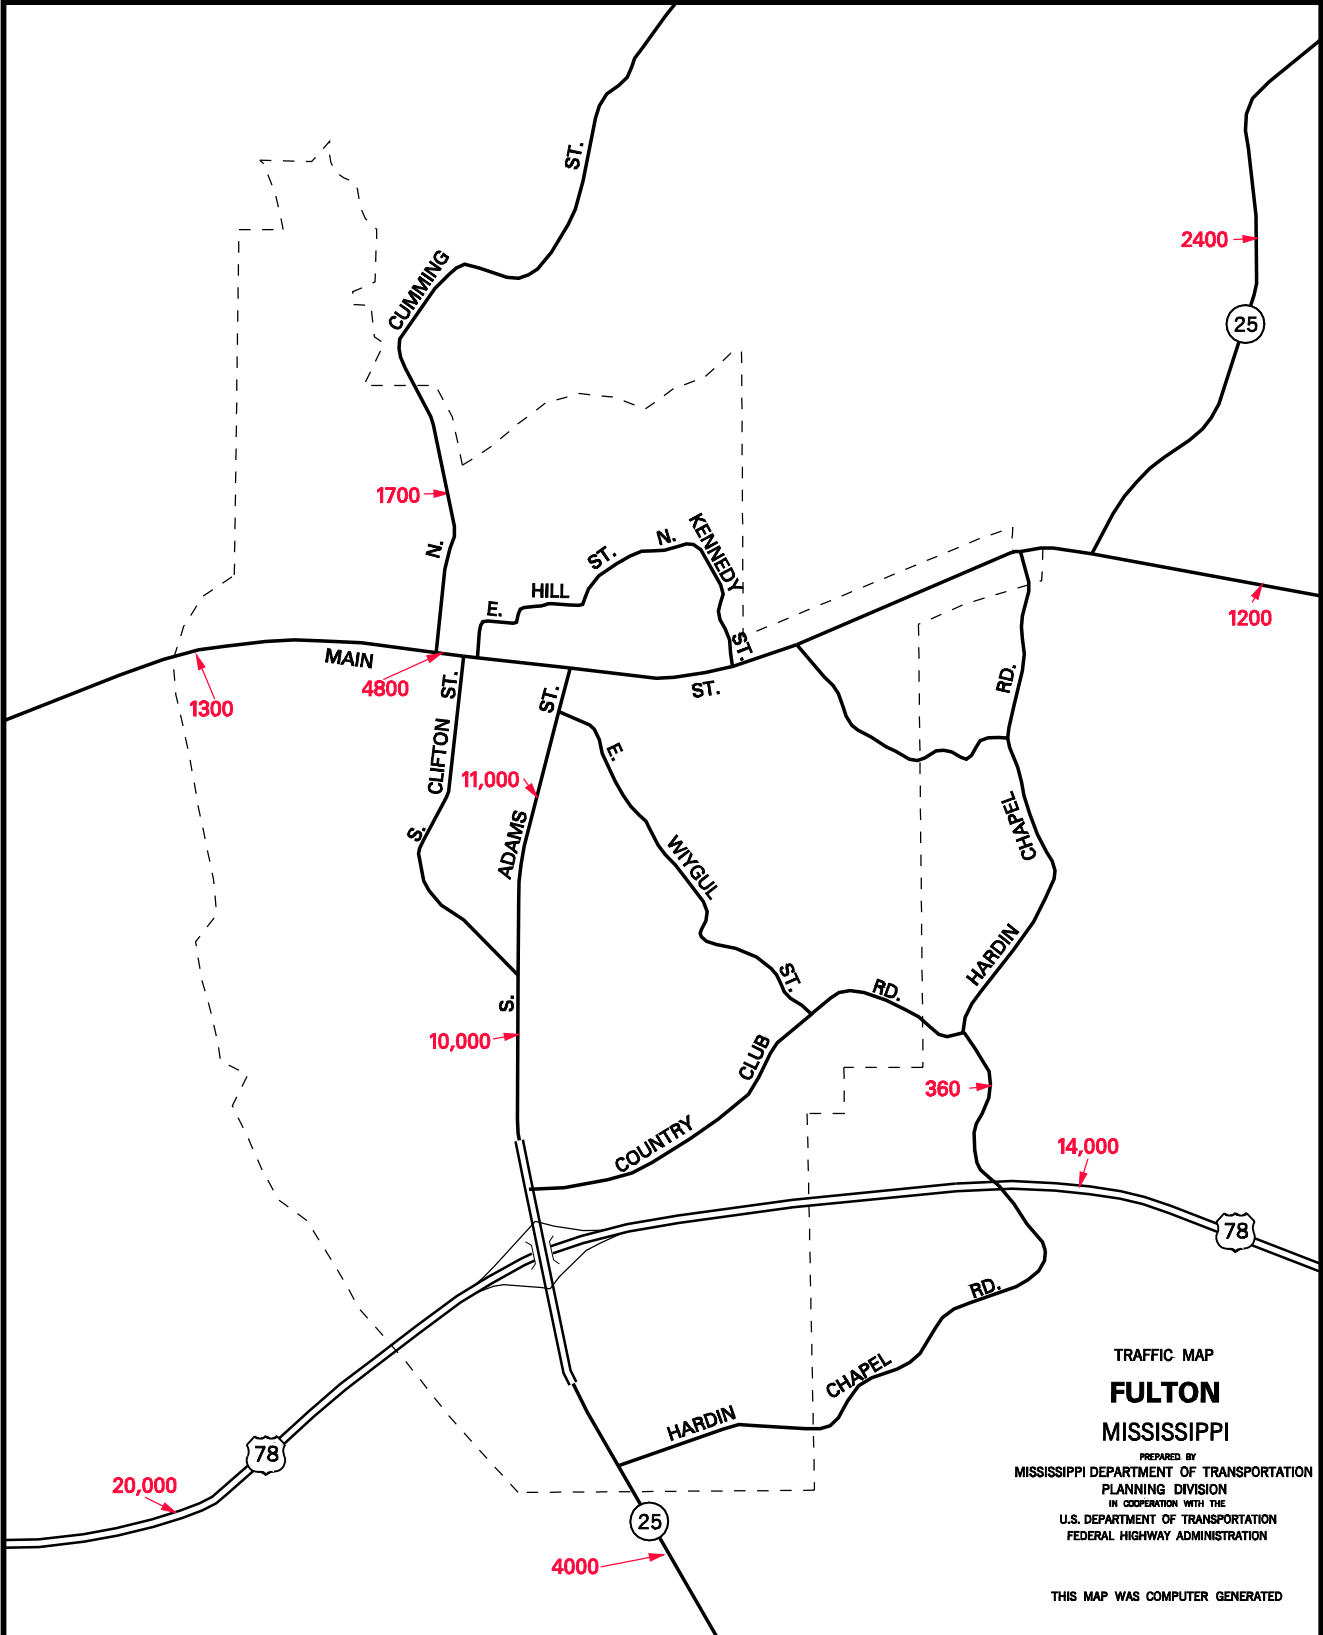 ST.
2400
CUMMING
25
1700
N.
KENNEDY
N.
ST.
HILL
E.
1200
ST.
MAIN
4800
ST.
ST.
RD.
1300
ST.
CLIFTON
E.
11,000
S.
ADAMS
CHAPEL
WIYGUL
HARDIN
ST.
RD.
S.
10,000
CLUB
360
COUNTRY
14,000
78
RD.
CHAPEL
HARDIN
78
20,000
25
4000
TRAFFIC MAP
FULTON
MISSISSIPPI
PREPARED BY
MISSISSIPPI DEPARTMENT OF TRANSPORTATION
PLANNING DIVISION
IN COOPERATION WITH THE
U.S. DEPARTMENT OF TRANSPORTATION
FEDERAL HIGHWAY ADMINISTRATION
THIS MAP WAS COMPUTER GENERATED